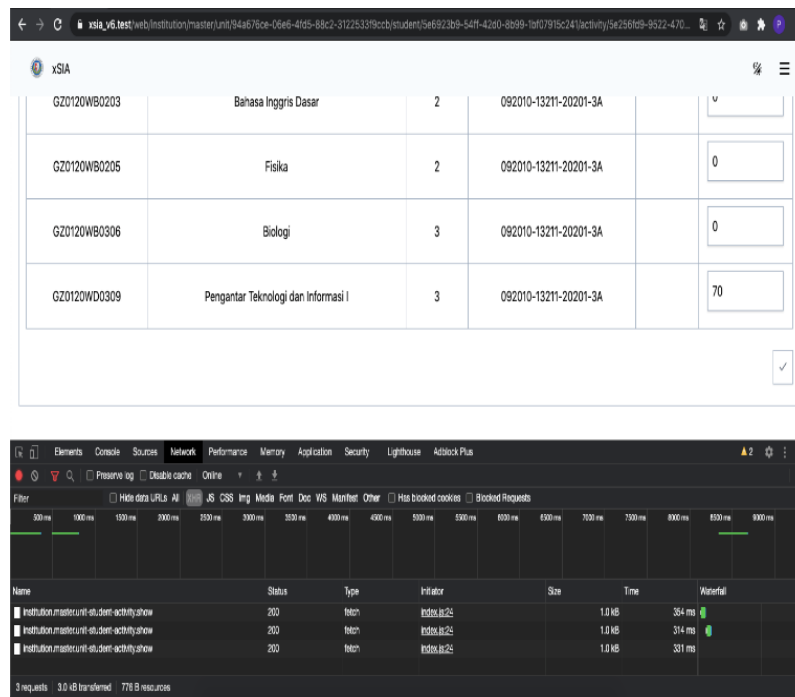 xsia_v6.test/web/institution/master/unit/94a676ce-06e6-4fd5-88c2-3122533f9ccb/student/5e6923b9-54ff-42d0-8b99-1bf07915c241/activity/5e256fd9-9522-470...
P
xSIA
GZ0120WB0203 Bahasa Inggris Dasar 2 092010-13211-20201-3A 0
GZ0120WB0205 Fisika 2 092010-13211-20201-3A 0
GZ0120WB0306 Biologi 3 092010-13211-20201-3A 0
GZ0120WD0309 Pengantar Teknologi dan Informasi I 3 092010-13211-20201-3A 70
Elements Console Sources Network Performance Memory Application Security Lighthouse Adblock Plus 2
Preserve log Disable cache Online
Filter Hide data URLs All XHR JS CSS Img Media Font Doc WS Manifest Other Has blocked cookies Blocked Requests
500 ms 1000 ms 1500 ms 2000 ms 2500 ms 3000 ms 3500 ms 4000 ms 4500 ms 5000 ms 5500 ms 6000 ms 6500 ms 7000 ms 7500 ms 8000 ms 8500 ms 9000 ms
Name Status Type Initiator Size Time Waterfall
institution.master.unit-student-activity.show 200 fetch index.js:24 1.0 kB 354 ms
institution.master.unit-student-activity.show 200 fetch index.js:24 1.0 kB 314 ms
institution.master.unit-student-activity.show 200 fetch index.js:24 1.0 kB 331 ms
3 requests 3.0 kB transferred 776 B resources